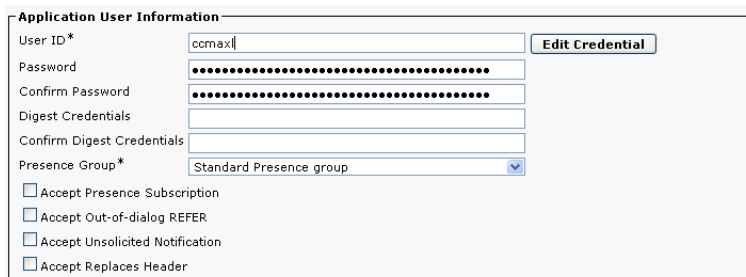 Application User Information
User ID* ccmaxl Edit Credential
Password ••••••••••••••••••••••••••••••••••••••••••
Confirm Password ••••••••••••••••••••••••••••••••••••••••••
Digest Credentials
Confirm Digest Credentials
Presence Group* Standard Presence group
Accept Presence Subscription
Accept Out-of-dialog REFER
Accept Unsolicited Notification
Accept Replaces Header